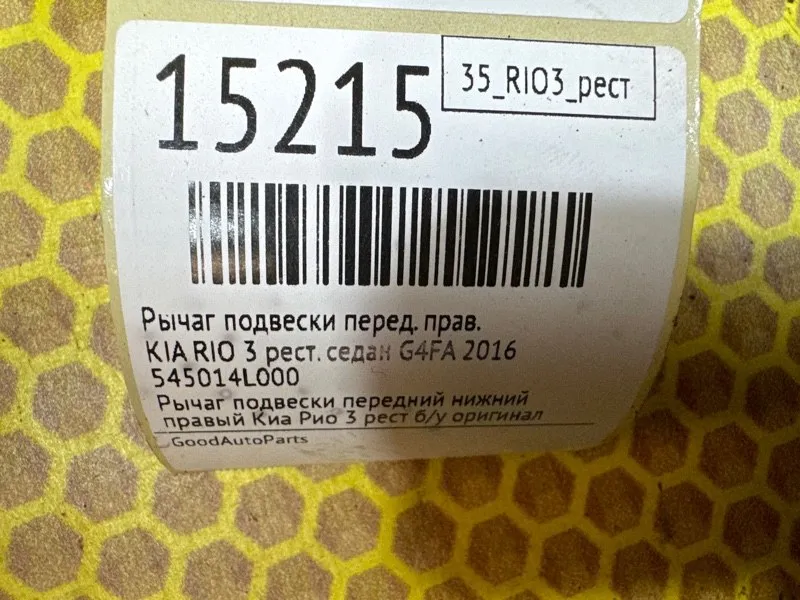 15215
35_RIO3_рест
Рычаг подвески перед. прав.
KIA RIO 3 рест. седан G4FA 2016
545014L000
Рычаг подвески передний нижний
правый Киа Рио 3 рест б/у оригинал
GoodAutoParts